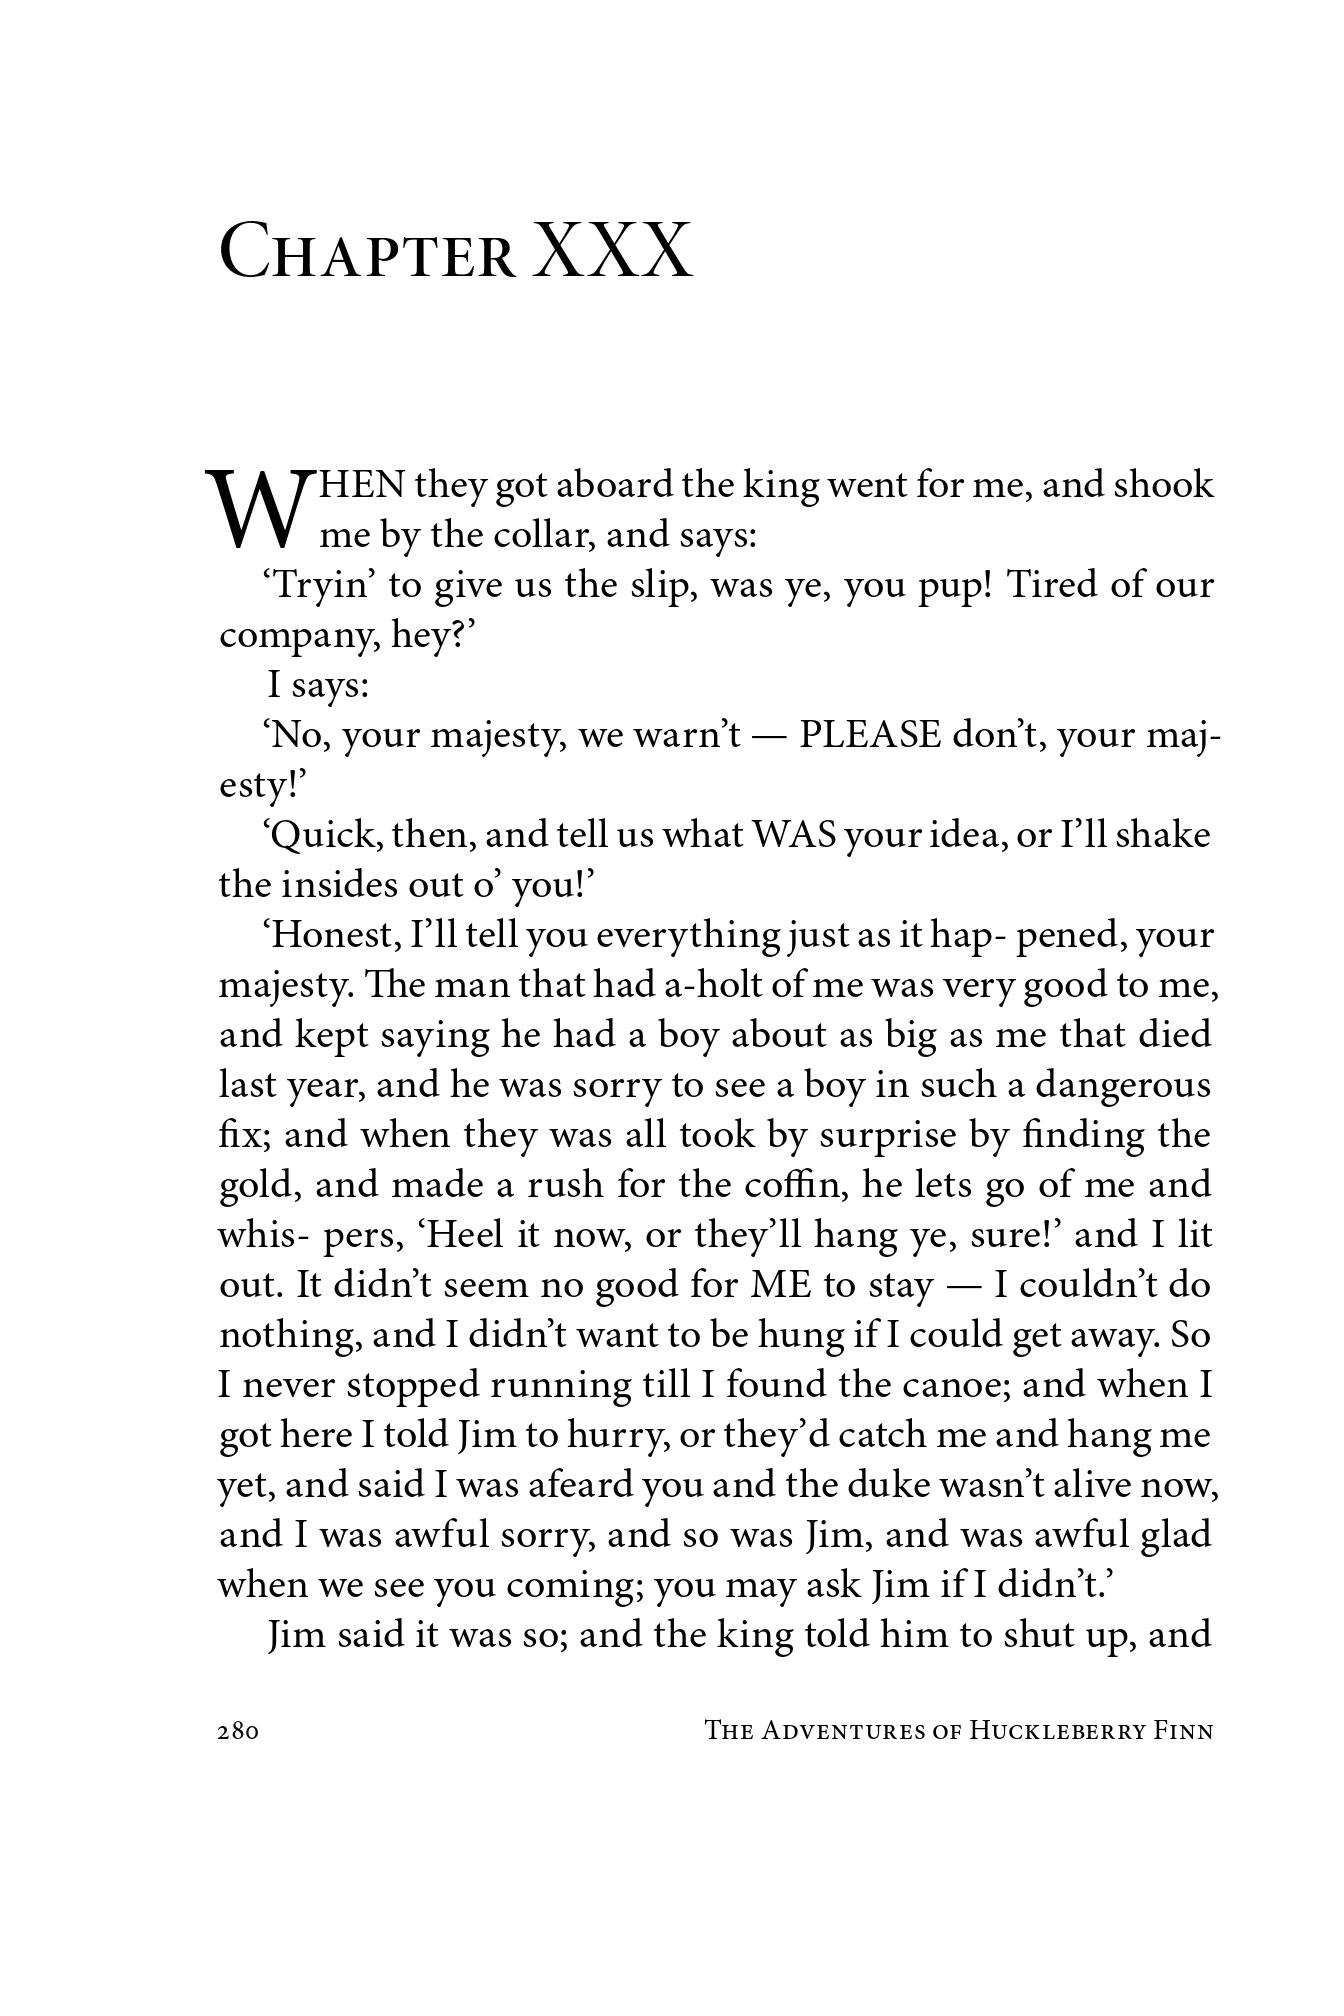 Chapter XXX
WHEN they got aboard the king went for me, and shook
me by the collar, and says:
‘Tryin’ to give us the slip, was ye, you pup! Tired of our
company, hey?’
I says:
‘No, your majesty, we warn’t — PLEASE don’t, your maj-
esty!’
‘Quick, then, and tell us what WAS your idea, or I’ll shake
the insides out o’ you!’
‘Honest, I’ll tell you everything just as it hap- pened, your
majesty. The man that had a-holt of me was very good to me,
and kept saying he had a boy about as big as me that died
last year, and he was sorry to see a boy in such a dangerous
fix; and when they was all took by surprise by finding the
gold, and made a rush for the coffin, he lets go of me and
whis- pers, ‘Heel it now, or they’ll hang ye, sure!’ and I lit
out. It didn’t seem no good for ME to stay — I couldn’t do
nothing, and I didn’t want to be hung if I could get away. So
I never stopped running till I found the canoe; and when I
got here I told Jim to hurry, or they’d catch me and hang me
yet, and said I was afeard you and the duke wasn’t alive now,
and I was awful sorry, and so was Jim, and was awful glad
when we see you coming; you may ask Jim if I didn’t.’
Jim said it was so; and the king told him to shut up, and
280 The Adventures of Huckleberry Finn